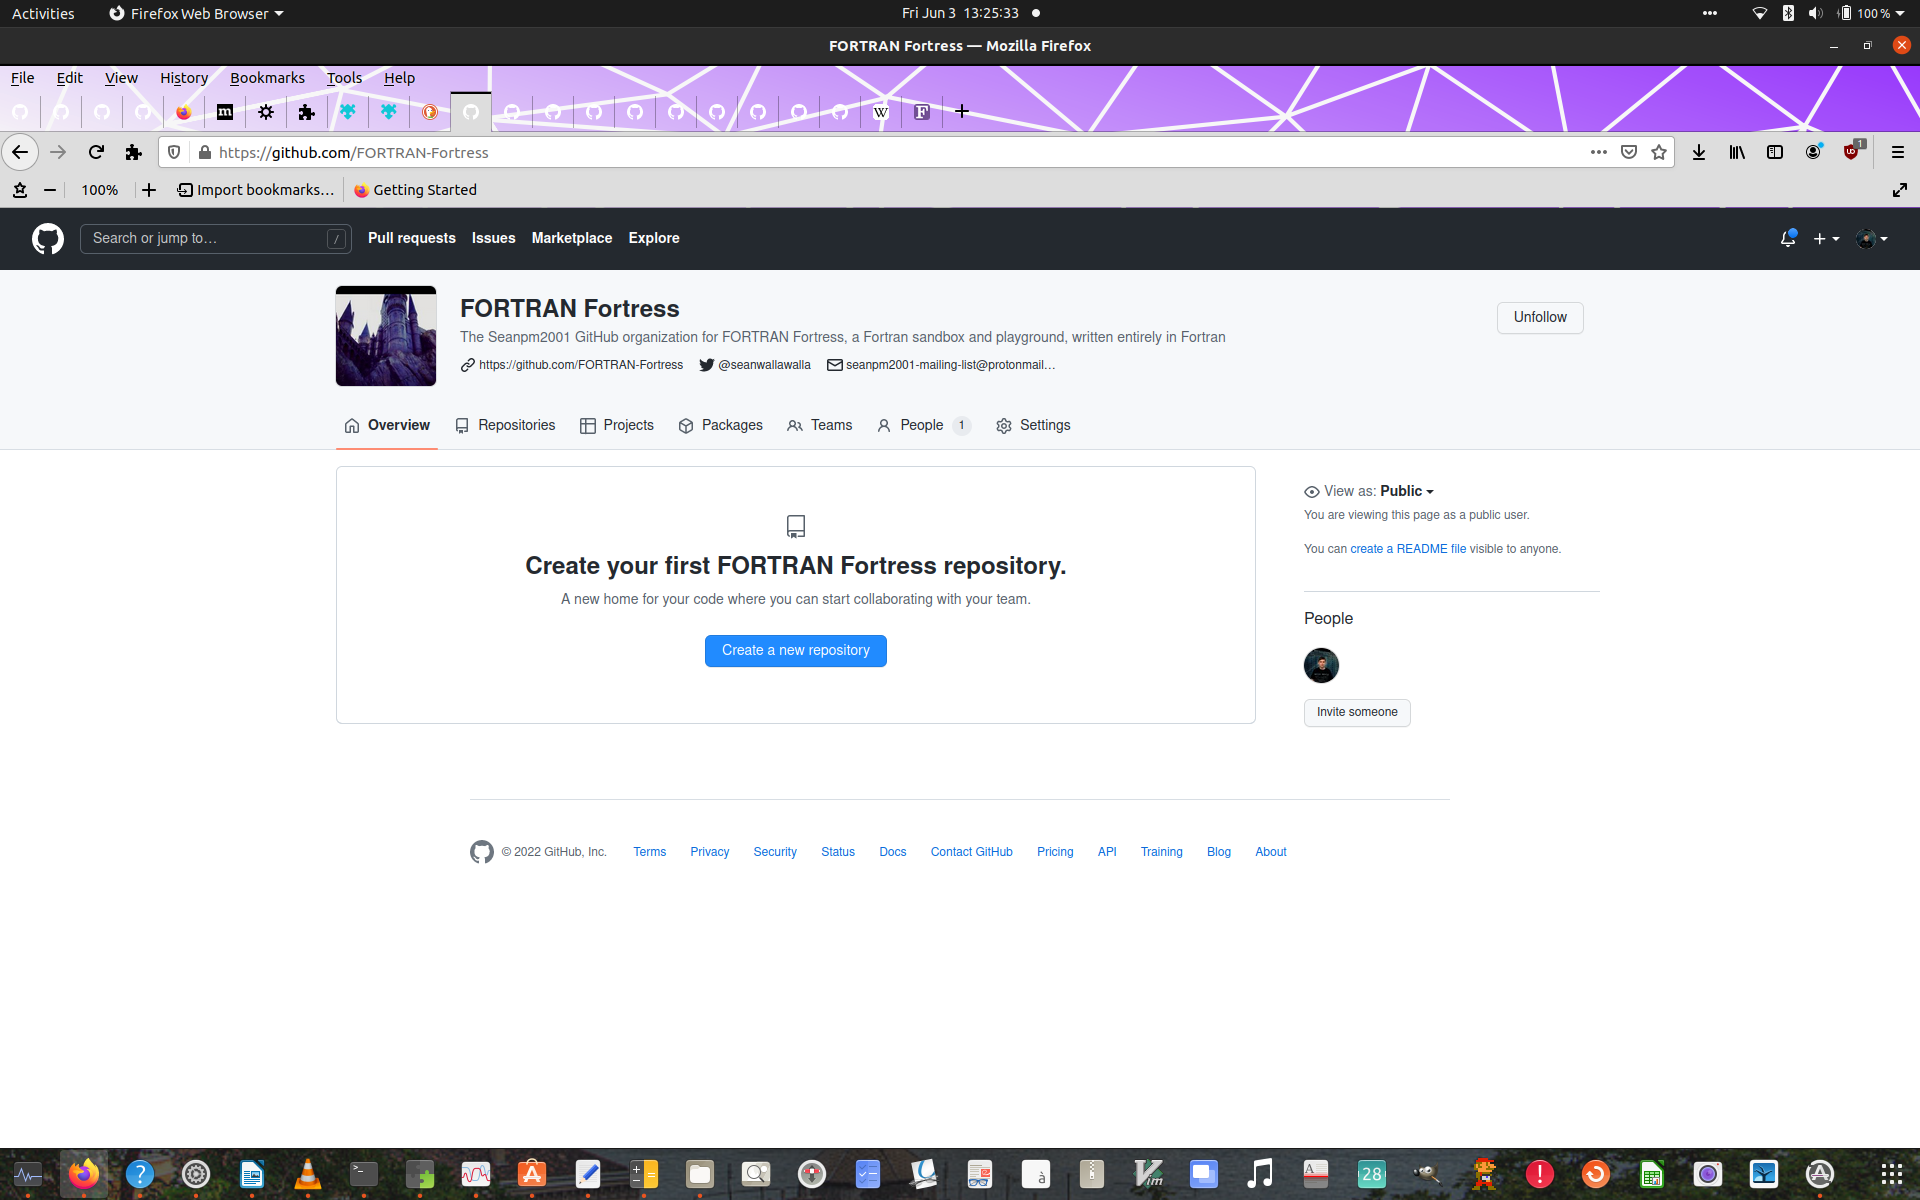 Activities
Firefox Web Browser
Fri Jun 3 13:25:33
100 %
FORTRAN Fortress — Mozilla Firefox
File Edit View History Bookmarks Tools Help
m
W
F
https://github.com/FORTRAN-Fortress
1
100%
Import bookmarks…
Getting Started
Search or jump to…
/
Pull requests
Issues
Marketplace
Explore
FORTRAN Fortress
Unfollow
The Seanpm2001 GitHub organization for FORTRAN Fortress, a Fortran sandbox and playground, written entirely in Fortran
https://github.com/FORTRAN-Fortress
@seanwallawalla
seanpm2001-mailing-list@protonmail…
Overview
Repositories
Projects
Packages
Teams
People 1
Settings
Create your first FORTRAN Fortress repository.
A new home for your code where you can start collaborating with your team.
Create a new repository
View as: Public
You are viewing this page as a public user.
You can create a README file visible to anyone.
People
Invite someone
© 2022 GitHub, Inc.
Terms
Privacy
Security
Status
Docs
Contact GitHub
Pricing
API
Training
Blog
About
?
>_
A
à
Vim
A
28
!
A